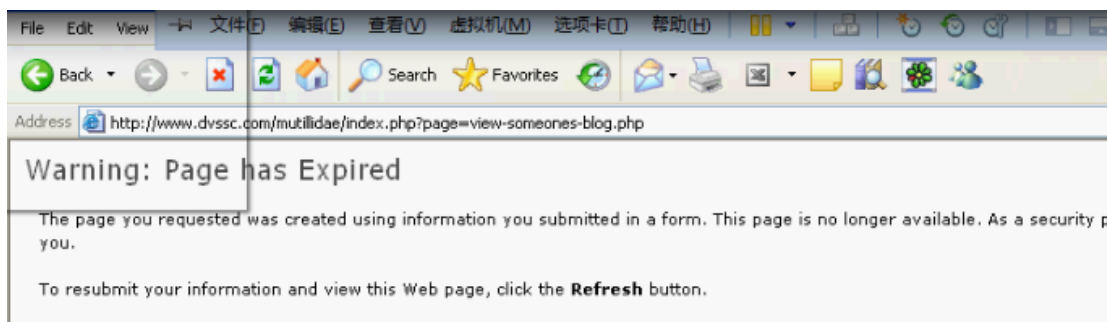 File Edit View 文件(F) 编辑(E) 查看(V) 虚拟机(M) 选项卡(T) 帮助(H)
Back Search Favorites
Address http://www.dvssc.com/mutillidae/index.php?page=view-someones-blog.php
Warning: Page has Expired
The page you requested was created using information you submitted in a form. This page is no longer available. As a security p
you.
To resubmit your information and view this Web page, click the Refresh button.